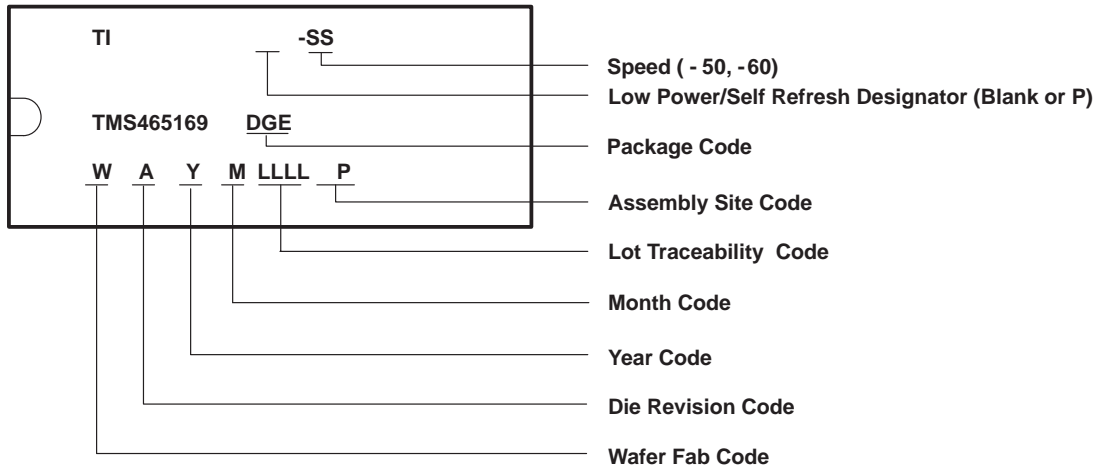 TI -SS
TMS465169 DGE
W A Y M LLLL P
Speed ( - 50, - 60)
Low Power/Self Refresh Designator (Blank or P)
Package Code
Assembly Site Code
Lot Traceability Code
Month Code
Year Code
Die Revision Code
Wafer Fab Code